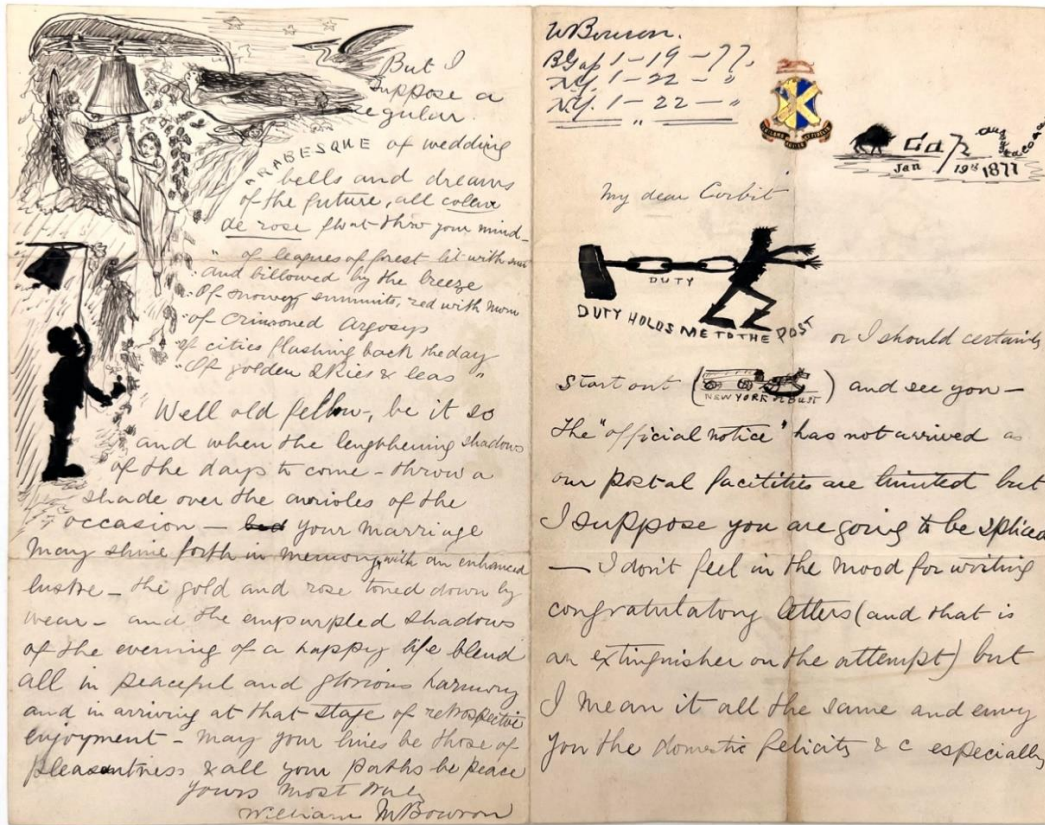 W Bowron.
B Gap 1-19-77.
N.Y. 1-22-"
N.Y. 1-22-"
"
Ga
Jan 19th 1877
My dear Corbit
DUTY
DUTY HOLDS ME TO THE POST
or I should certainly
start out (NEW YORK OR BUST) and see you—
the "official notice" has not arrived as
our postal facilities are limited but
I suppose you are going to be spliced
— I don't feel in the mood for writing
congratulatory letters (and that is
an extinguisher on the attempt) but
I mean it all the same and envy
you the domestic felicity & c especially
But I
suppose a
regular
ARABESQUE of wedding
bells and dreams
of the future, all coleur
de rose float thro your mind—
" of leagues of forest lit with sun
" and billowed by the breeze
" Of snowy summits, red with morn
" of crimsoned Argosys
of cities flashing back the day
" Of golden skies & leas "
Well old fellow, be it so
and when the lengthening shadows
of the days to come — throw a
shade over the aurioles of the
occasion — your marriage
may shine forth in memory with an enhanced
lustre — the gold and rose toned down by
wear — and the empurpled shadows
of the evening of a happy life blend
all in peaceful and glorious harmony
and in arriving at that stage of retrospective
enjoyment — may your lines be those of
pleasantness & all your paths be peace
Yours most truly
William M Bowron